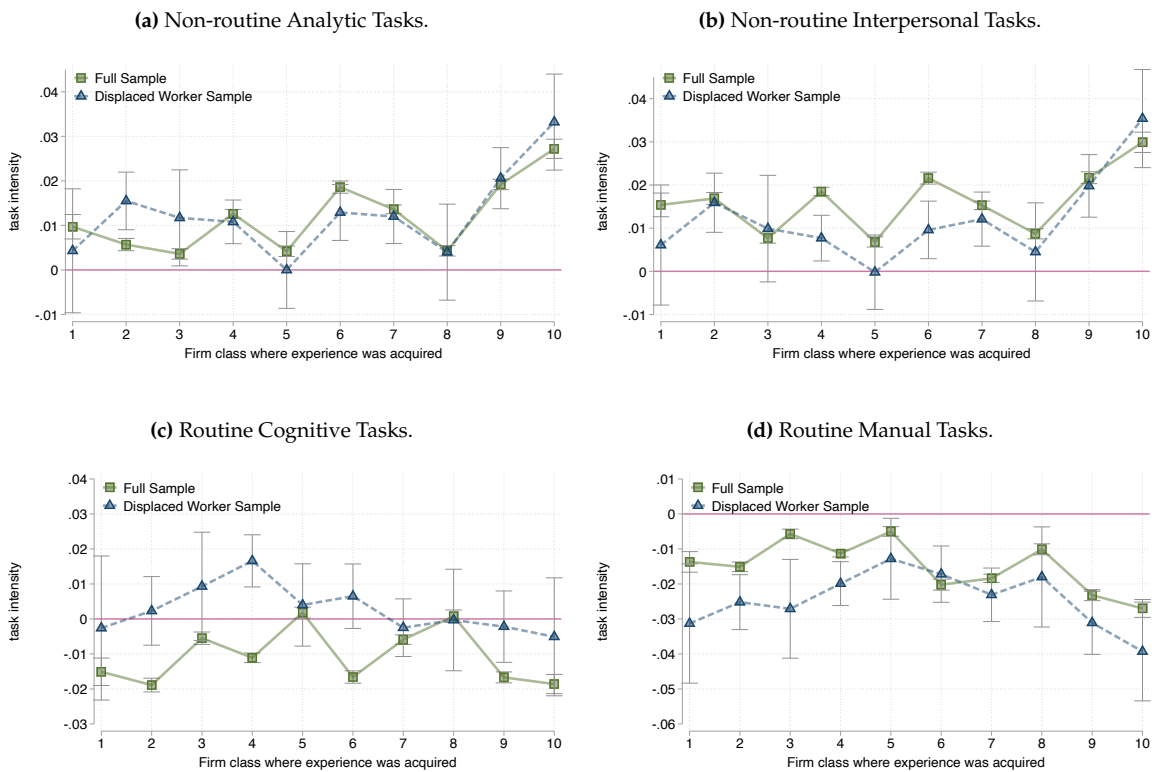 (a) Non-routine Analytic Tasks.
Full Sample
Displaced Worker Sample
task intensity
.04
.03
.02
.01
0
-.01
1 2 3 4 5 6 7 8 9 10
Firm class where experience was acquired
(b) Non-routine Interpersonal Tasks.
Full Sample
Displaced Worker Sample
task intensity
.04
.03
.02
.01
0
-.01
1 2 3 4 5 6 7 8 9 10
Firm class where experience was acquired
(c) Routine Cognitive Tasks.
Full Sample
Displaced Worker Sample
task intensity
.04
.03
.02
.01
0
-.01
-.02
-.03
1 2 3 4 5 6 7 8 9 10
Firm class where experience was acquired
(d) Routine Manual Tasks.
Full Sample
Displaced Worker Sample
task intensity
.01
0
-.01
-.02
-.03
-.04
-.05
-.06
1 2 3 4 5 6 7 8 9 10
Firm class where experience was acquired